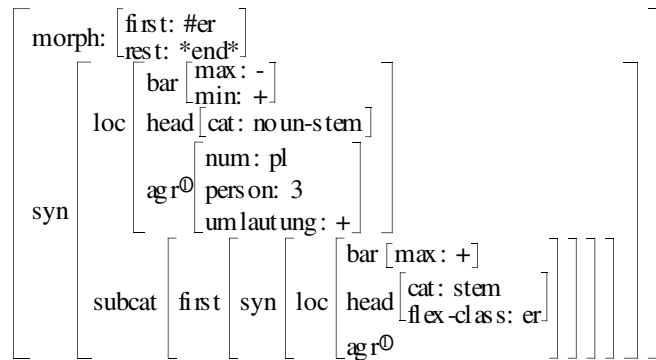 morph: first: #er
rest: *end*
syn
loc
bar max: -
min: +
head cat: noun-stem
agr① num: pl
person: 3
umlautung: +
subcat first syn loc
bar max: +
head cat: stem
flex-class: er
agr①